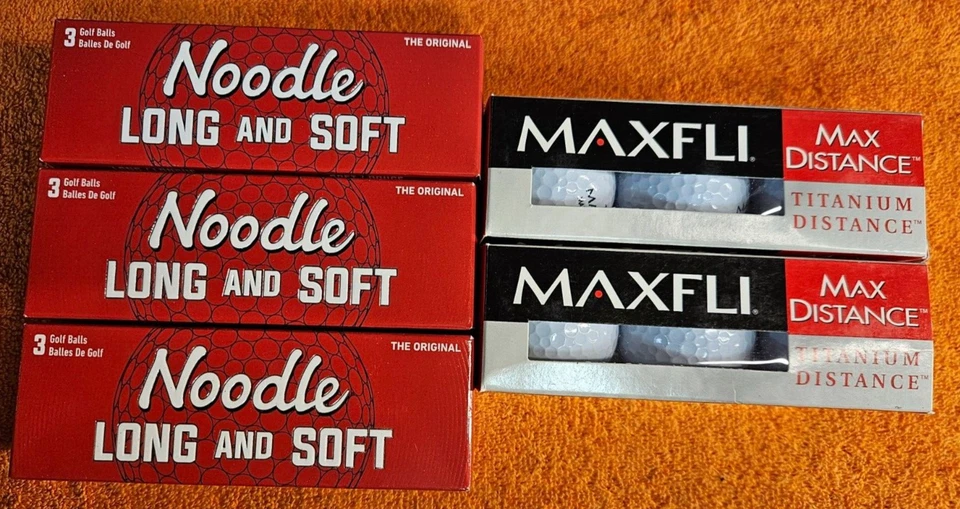 3 Golf Balls
Balles De Golf
THE ORIGINAL
Noodle
LONG AND SOFT
3 Golf Balls
Balles De Golf
THE ORIGINAL
Noodle
LONG AND SOFT
3 Golf Balls
Balles De Golf
THE ORIGINAL
Noodle
LONG AND SOFT
MAXFLI.
MAX
DISTANCE™
TITANIUM
DISTANCE™
MAXFLI.
MAX
DISTANCE™
TITANIUM
DISTANCE™